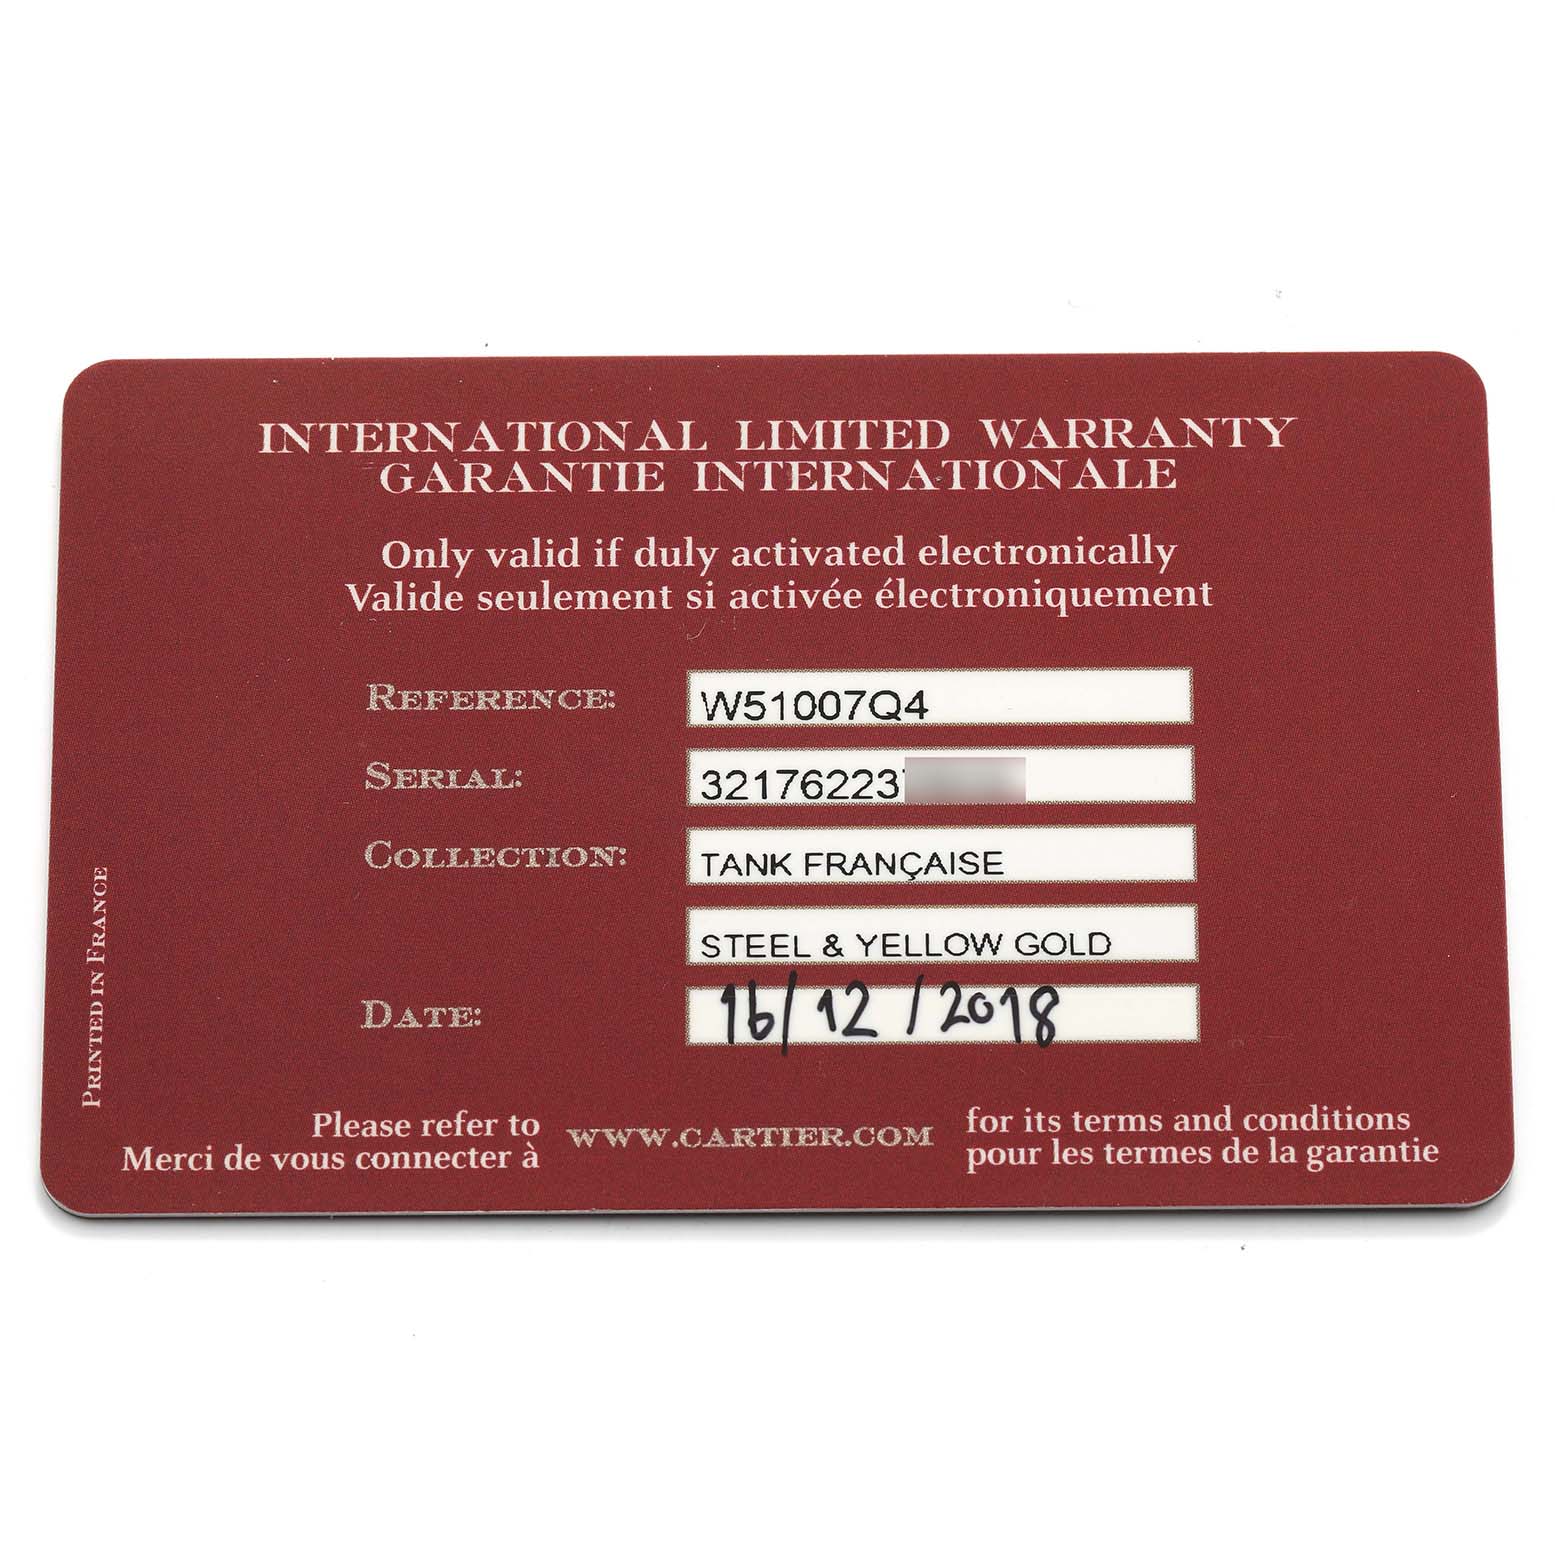 INTERNATIONAL LIMITED WARRANTY
GARANTIE INTERNATIONALE
Only valid if duly activated electronically
Valide seulement si activée électroniquement
REFERENCE: W51007Q4
SERIAL: 32176223
COLLECTION: TANK FRANÇAISE
STEEL & YELLOW GOLD
DATE: 16/12/2018
PRINTED IN FRANCE
Please refer to WWW.CARTIER.COM for its terms and conditions
Merci de vous connecter à pour les termes de la garantie